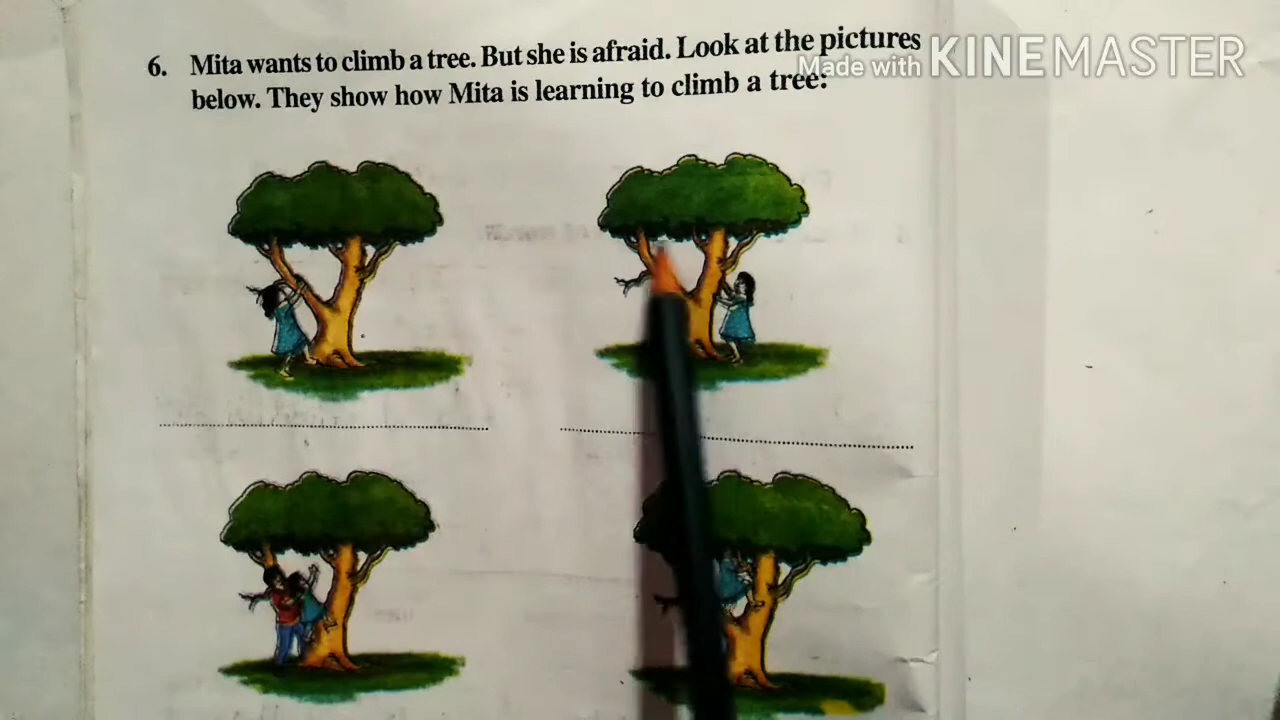 6. Mita wants to climb a tree. But she is afraid. Look at the pictures
below. They show how Mita is learning to climb a tree:
Made with KINEMASTER